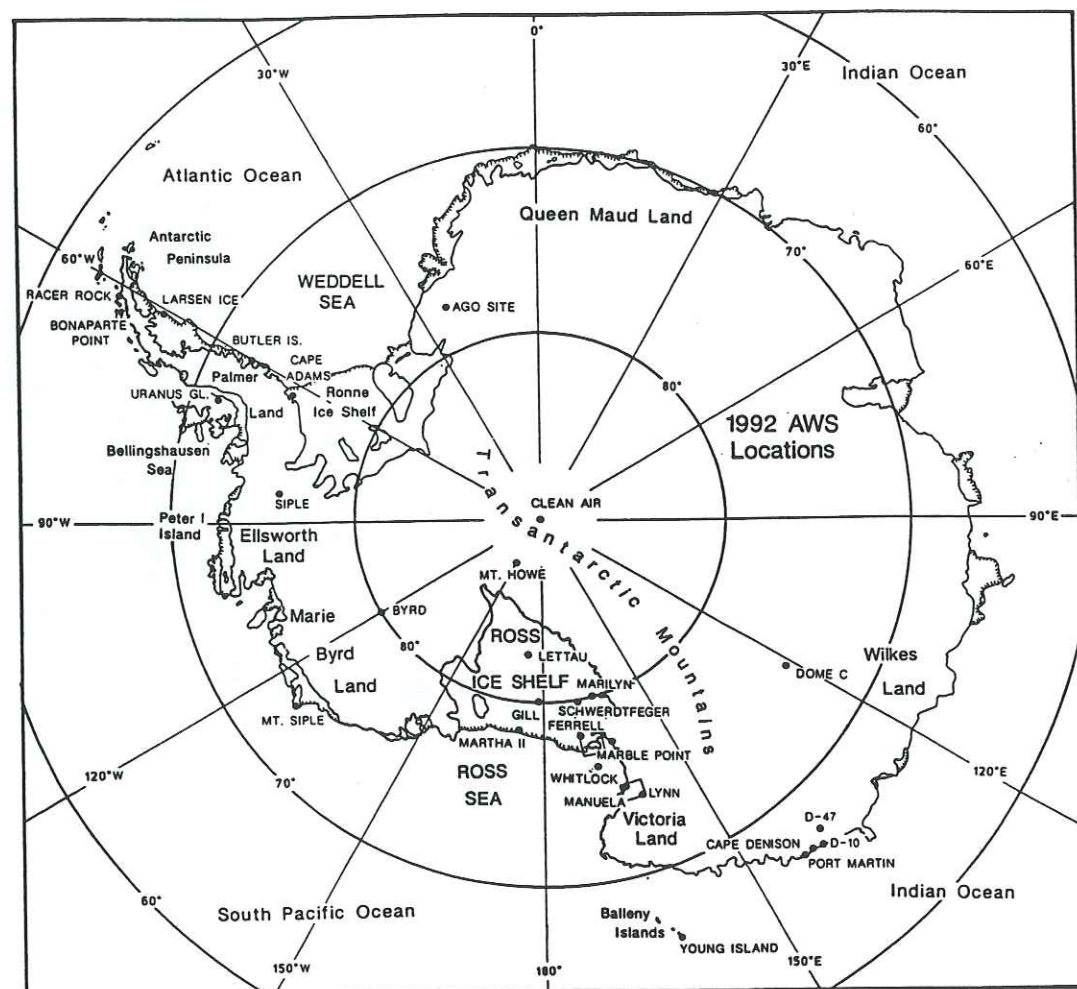 0°
30°W
30°E
Indian Ocean
60°
Atlantic Ocean
Queen Maud Land
Antarctic
Peninsula
70°
60°W
60°E
WEDDELL
SEA
RACER ROCK
LARSEN ICE
AGO SITE
BONAPARTE
POINT
BUTLER IS.
CAPE
ADAMS
Palmer
Land
Ronne
Ice Shelf
80°
URANUS GL.
1992 AWS
Locations
Bellingshausen
Sea
Transantarctic Mountains
SIPLE
CLEAN AIR
90°W
Peter I
Island
Ellsworth
Land
90°E
MT. HOWE
Marie
Byrd
Land
BYRD
80°
ROSS
ICE SHELF
LETTAU
Wilkes
Land
DOME C
MARILYN
SCHWERDTFEGER
MT. SIPLE
GILL
FERRELL
MARTHA II
MARBLE POINT
ROSS
SEA
WHITLOCK
120°W
120°E
70°
MANUELA
LYNN
Victoria
Land
D-47
CAPE DENISON
D-10
PORT MARTIN
60°
South Pacific Ocean
Indian Ocean
Balleny
Islands
YOUNG ISLAND
150°W
180°
150°E